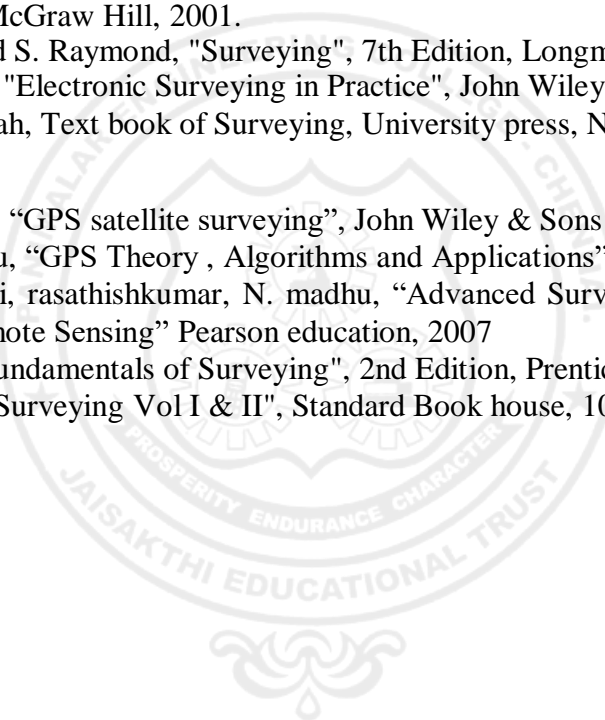 McGraw Hill, 2001.
d S. Raymond, "Surveying", 7th Edition, Longm
"Electronic Surveying in Practice", John Wiley
ah, Text book of Surveying, University press, N
“GPS satellite surveying”, John Wiley & Sons
u, “GPS Theory , Algorithms and Applications”
i, rasathishkumar, N. madhu, “Advanced Surv
note Sensing” Pearson education, 2007
undamentals of Surveying", 2nd Edition, Prentic
Surveying Vol I & II", Standard Book house, 10
PROSPERITY ENDURANCE CHARACTER
JAISAKTHI EDUCATIONAL TRUST